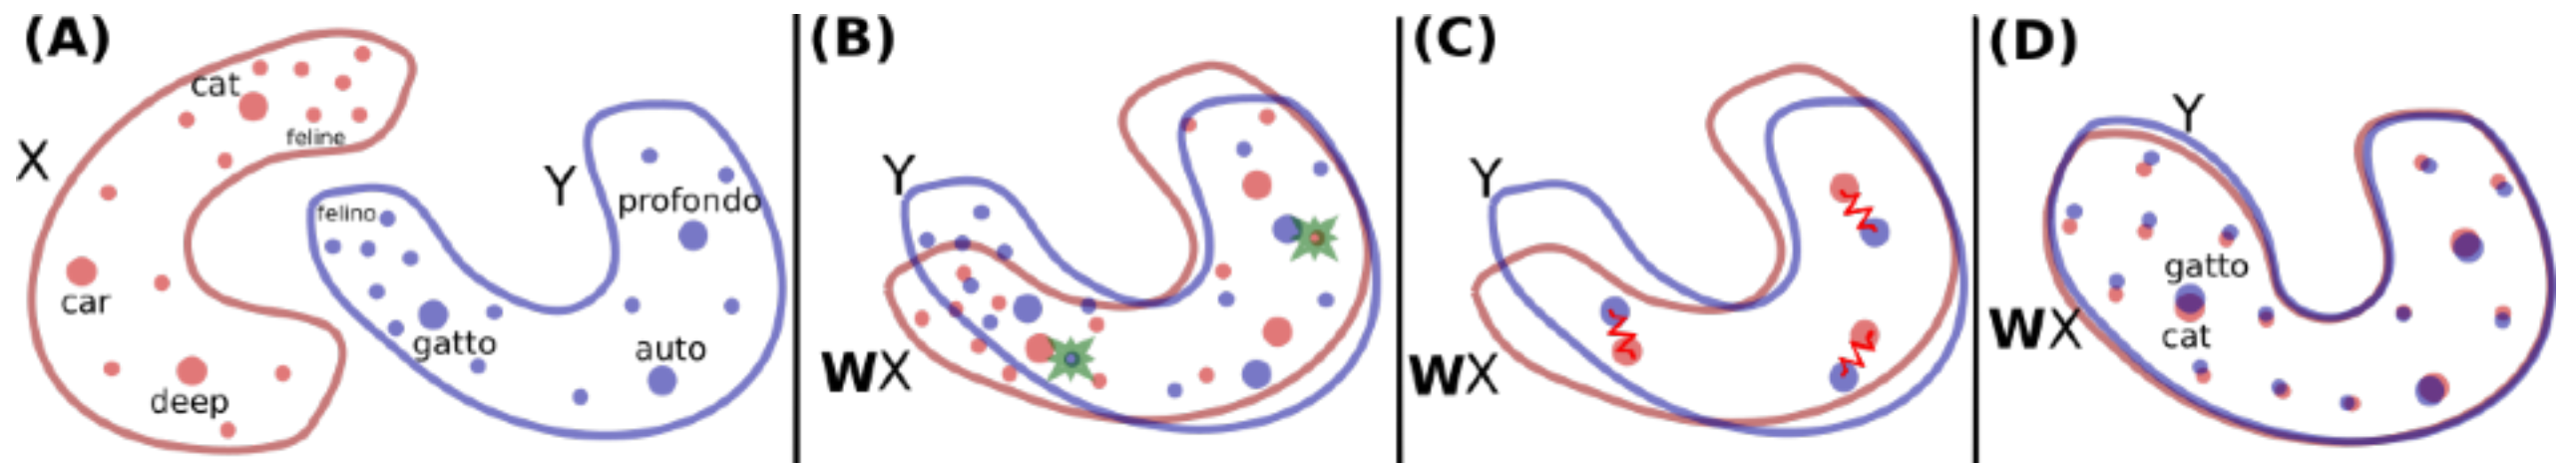 (A)
cat
feline
X
car
deep
Y
felino
profondo
gatto
auto
(B)
Y
WX
(C)
Y
WX
(D)
Y
gatto
cat
WX